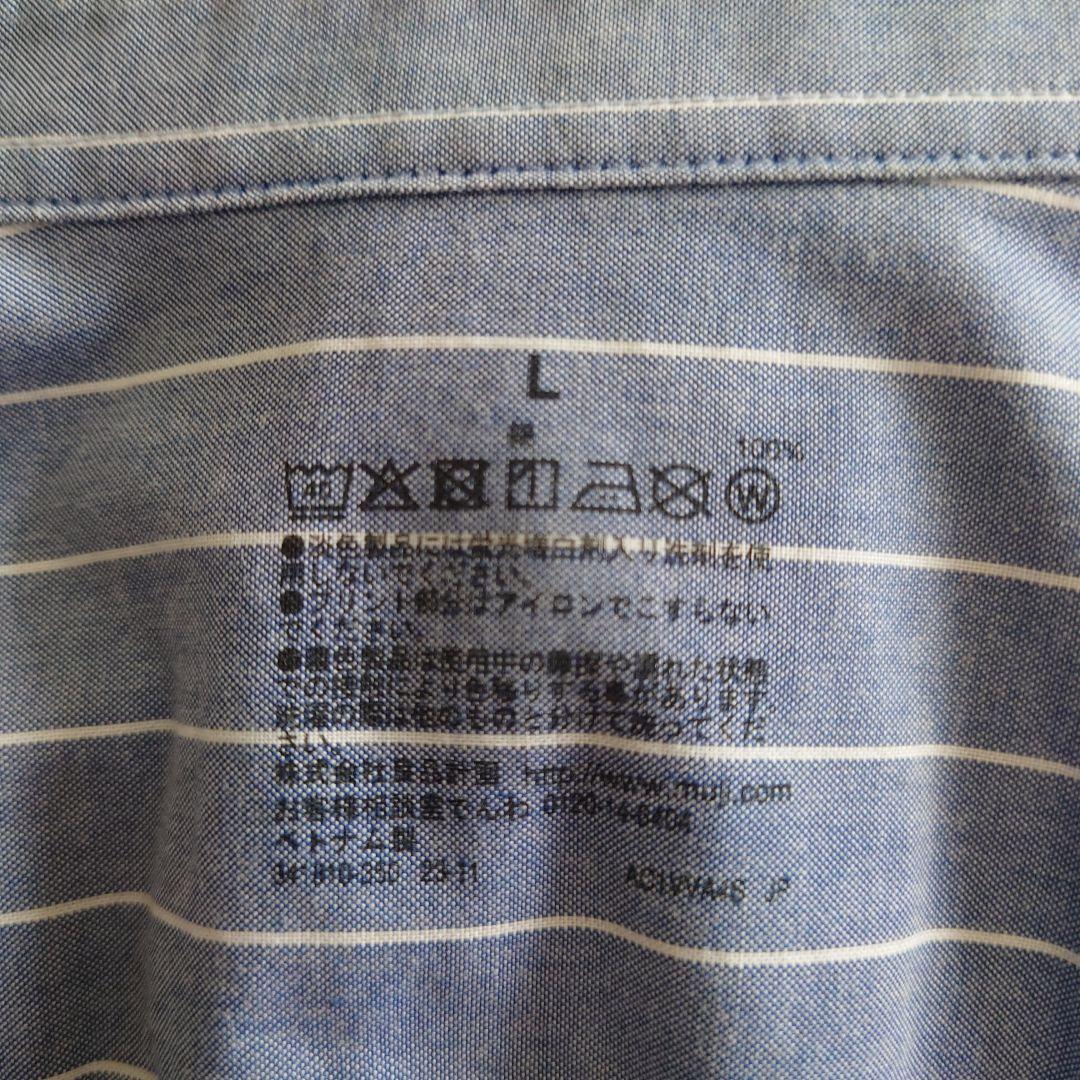 L
綿
100%
40
W
●淡色製品には蛍光増白剤入り洗剤を使
用しないでください。
●プリント部分はアイロンでこすらない
でください。
●濃色製品は着用中の摩擦や濡れた状態
での使用により色移りする事があります。
洗濯の際は他のものと分けて洗ってくだ
さい。
株式会社良品計画 http://www.muji.com
お客様相談室でんわ 0120-14-6404
ベトナム製
23-11
JP